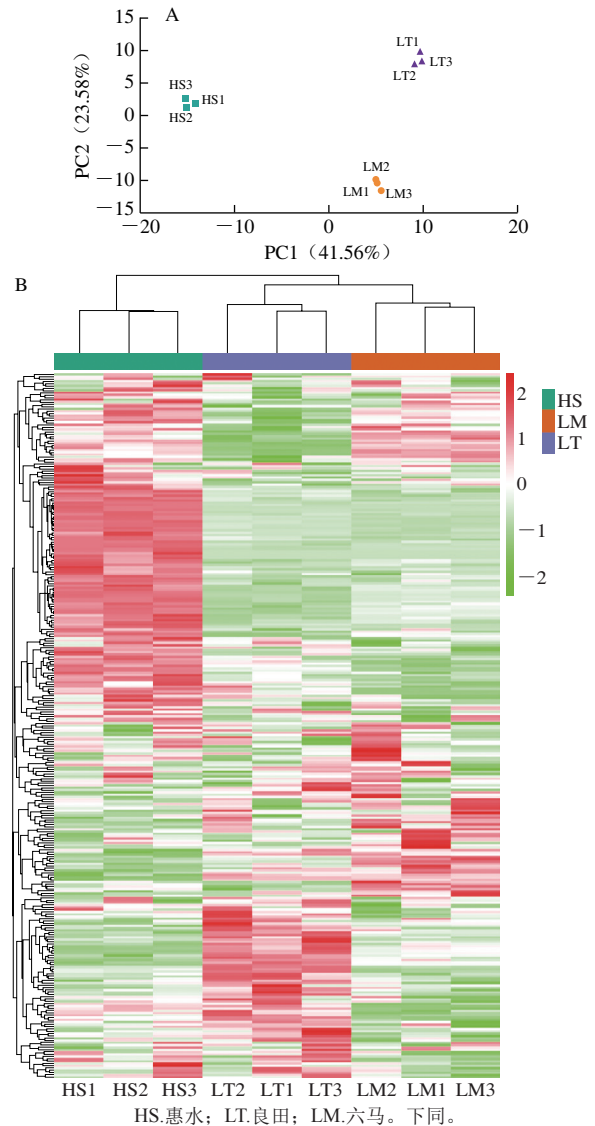 A
15
10
5
0
－5
－10
－15
PC2（23.58%）
LT1
LT3
LT2
HS3
HS1
HS2
LM2
LM1 LM3
－20 －10 0 10 20
PC1（41.56%）
B
2
1
0
－1
－2
HS
LM
LT
HS1 HS2 HS3 LT2 LT1 LT3 LM2 LM1 LM3
HS.惠水；LT.良田；LM.六马。下同。